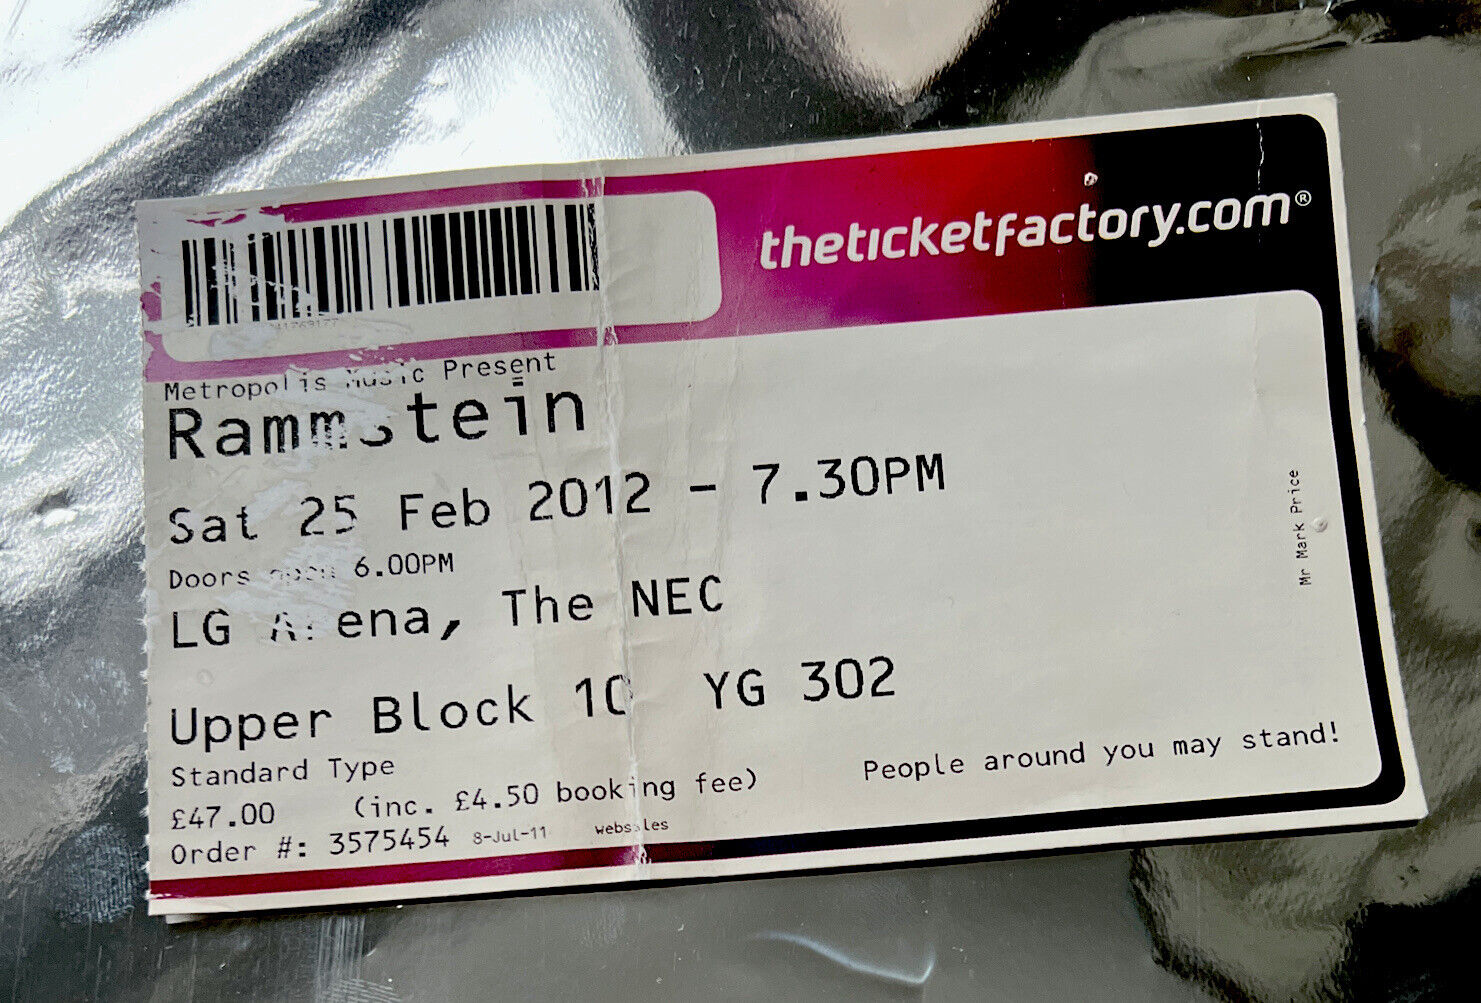 theticketfactory.com®
Metropolis Music Present
Rammstein
Sat 25 Feb 2012 - 7.30PM
Doors open 6.00PM
LG Arena, The NEC
Upper Block 10 YG 302
Standard Type
£47.00 (inc. £4.50 booking fee)
People around you may stand!
Order #: 3575454 8-Jul-11 websales
Mr Mark Price